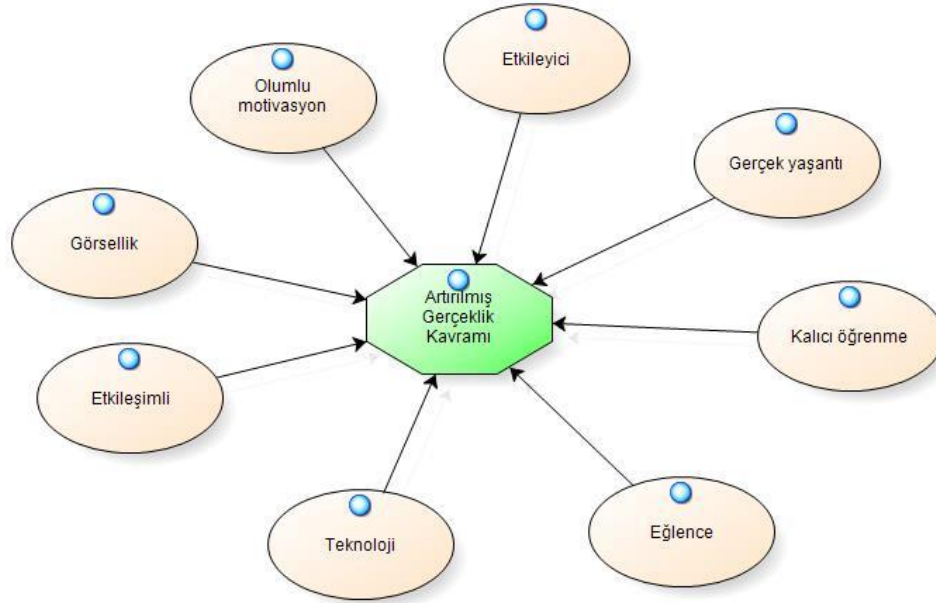 Etkileyici
Olumlu
motivasyon
Gerçek yaşantı
Görsellik
Artırılmış
Gerçeklik
Kavramı
Kalıcı öğrenme
Etkileşimli
Eğlence
Teknoloji